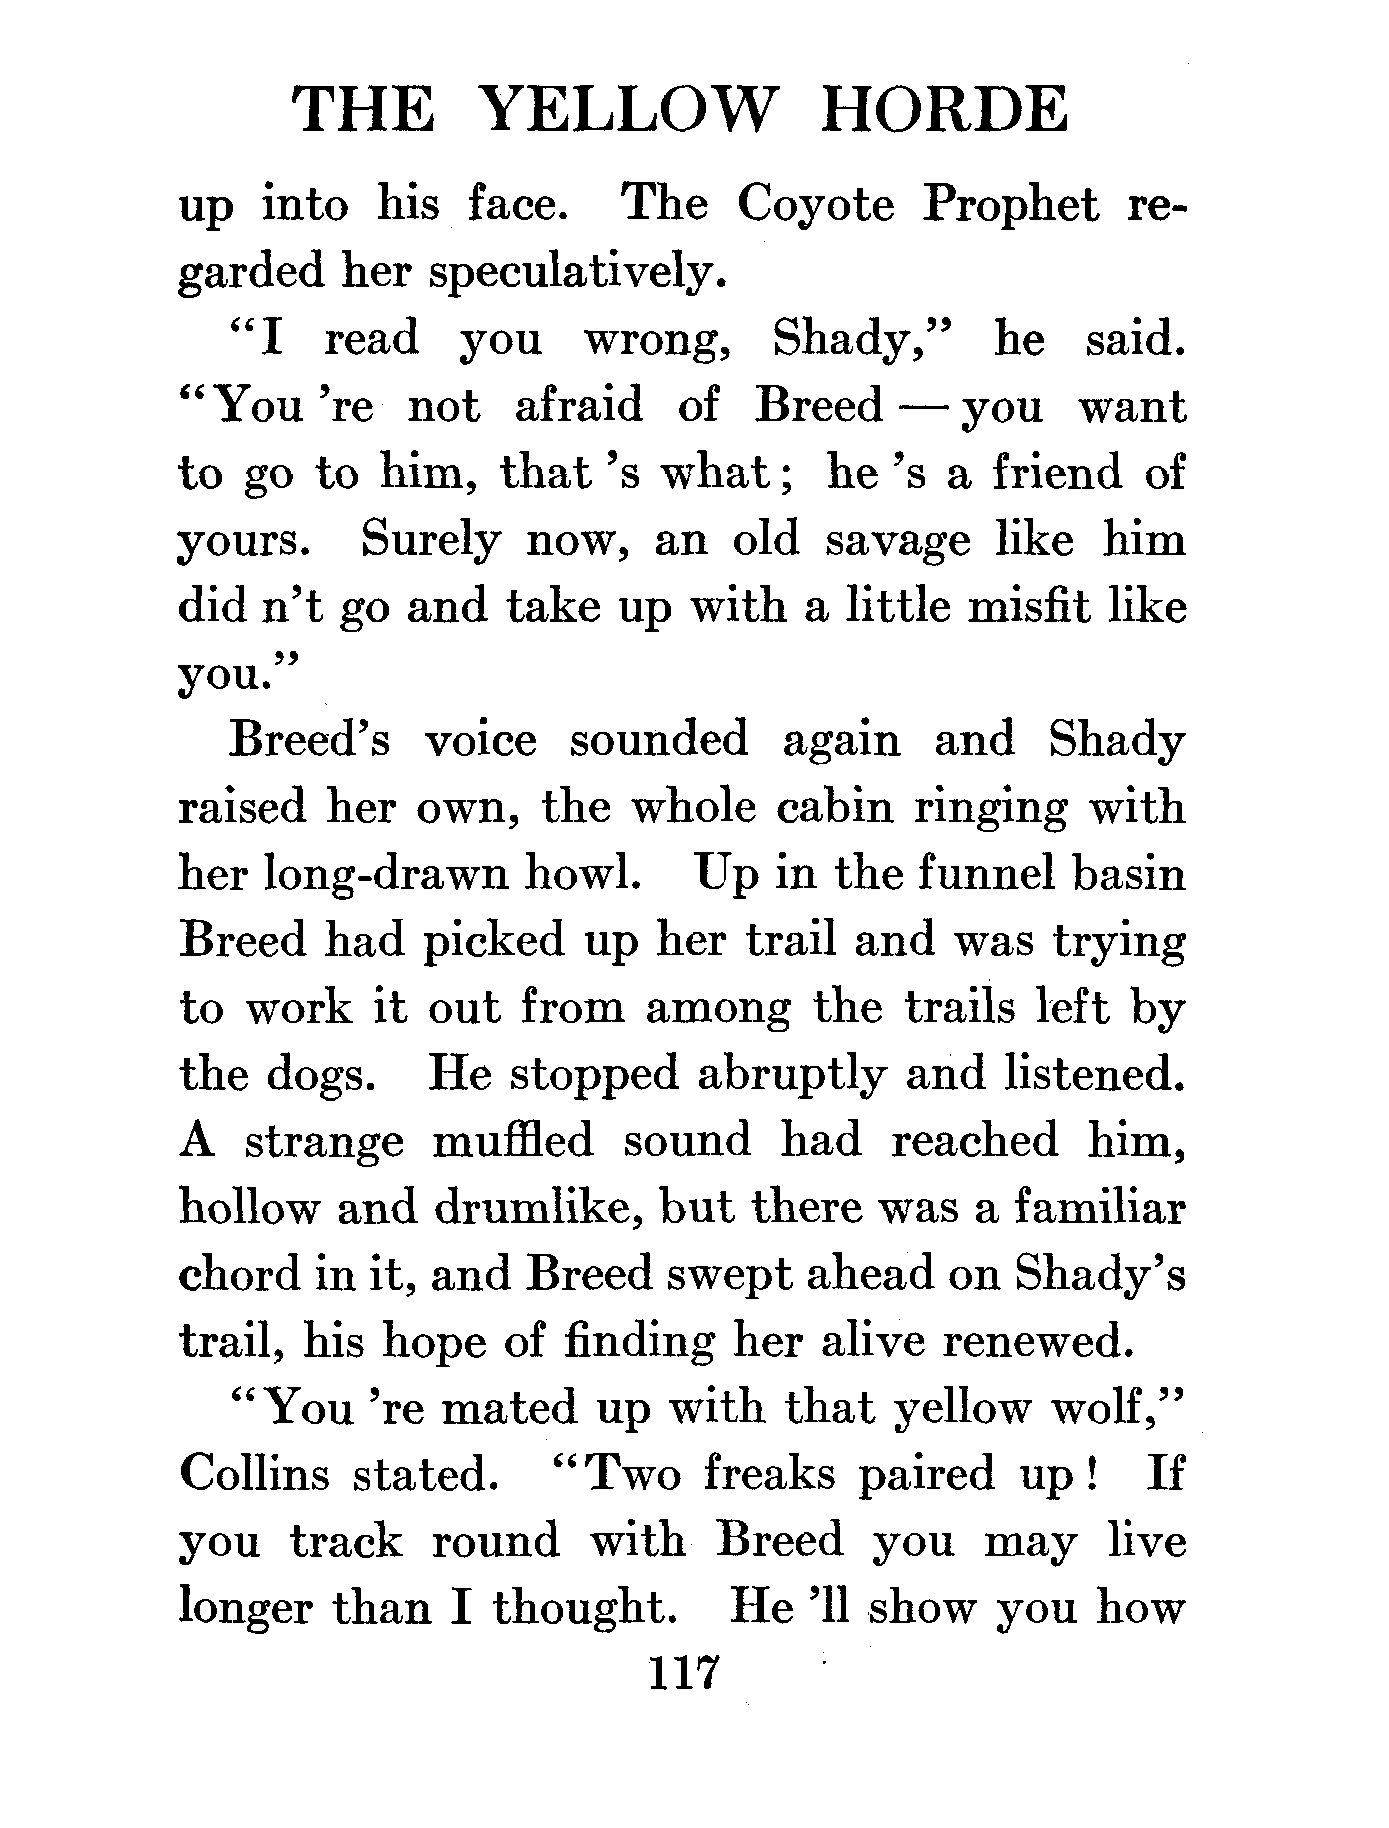 THE YELLOW HORDE
up into his face. The Coyote Prophet re-
garded her speculatively.
“I read you wrong, Shady,” he said.
“You ’re not afraid of Breed — you want
to go to him, that ’s what; he ’s a friend of
yours. Surely now, an old savage like him
did n’t go and take up with a little misfit like
you.”
Breed’s voice sounded again and Shady
raised her own, the whole cabin ringing with
her long-drawn howl. Up in the funnel basin
Breed had picked up her trail and was trying
to work it out from among the trails left by
the dogs. He stopped abruptly and listened.
A strange muffled sound had reached him,
hollow and drumlike, but there was a familiar
chord in it, and Breed swept ahead on Shady’s
trail, his hope of finding her alive renewed.
“You ’re mated up with that yellow wolf,”
Collins stated. “Two freaks paired up! If
you track round with Breed you may live
longer than I thought. He ’ll show you how
117